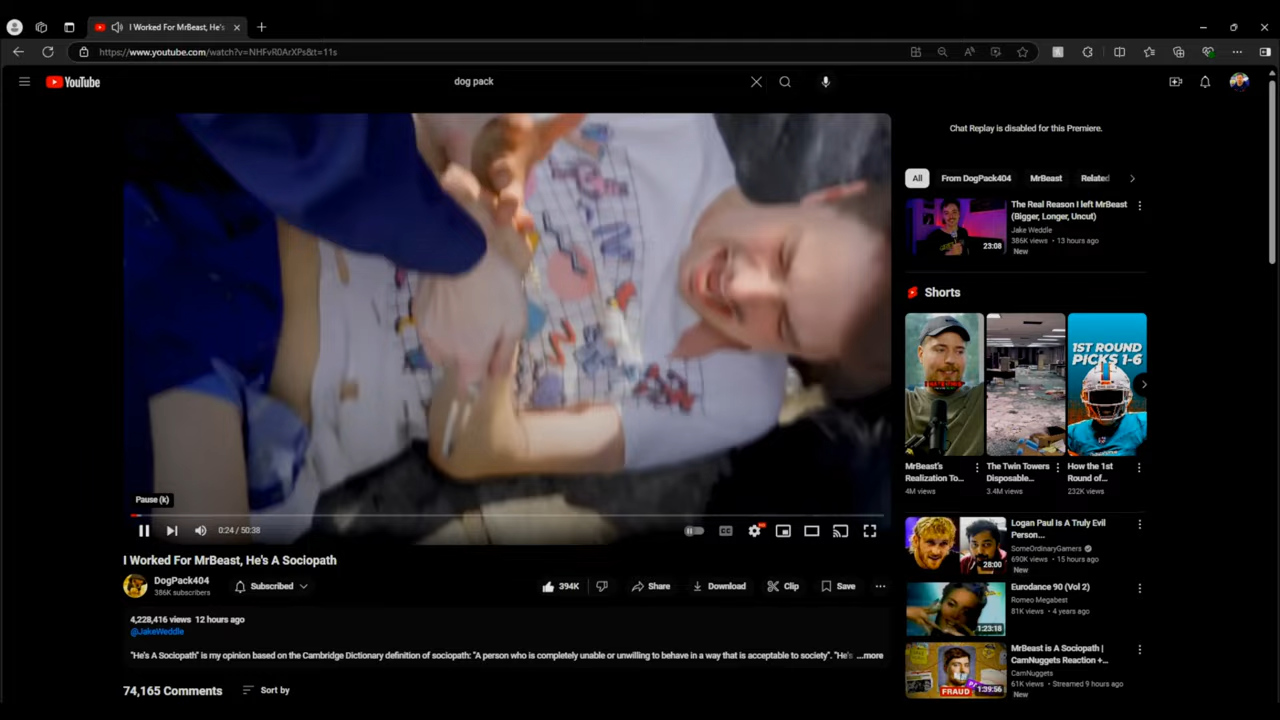 I Worked For MrBeast, He's
https://www.youtube.com/watch?v=NHFvR0ArXPs&t=11s
YouTube
dog pack
Chat Replay is disabled for this Premiere.
All
From DogPack404
MrBeast
Related
The Real Reason I left MrBeast
(Bigger, Longer, Uncut)
Jake Weddle
386K views • 13 hours ago
New
23:08
Shorts
1ST ROUND
PICKS 1-6
MrBeast's
Realization To...
4M views
The Twin Towers
Disposable...
3.4M views
How the 1st
Round of...
232K views
Pause (k)
0:24 / 50:38
I Worked For MrBeast, He's A Sociopath
DogPack404
386K subscribers
Subscribed
394K
Share
Download
Clip
Save
4,228,416 views 12 hours ago
@JakeWeddle
"He's A Sociopath" is my opinion based on the Cambridge Dictionary definition of sociopath: "A person who is completely unable or unwilling to behave in a way that is acceptable to society". "He's ...more
74,165 Comments
Sort by
Logan Paul Is A Truly Evil
Person...
SomeOrdinaryGamers
690K views • 15 hours ago
New
28:00
Eurodance 90 (Vol 2)
Romeo Megabest
81K views • 4 years ago
1:23:18
MrBeast is A Sociopath |
CamNuggets Reaction +...
CamNuggets
61K views • Streamed 9 hours ago
New
FRAUD
1:39:56